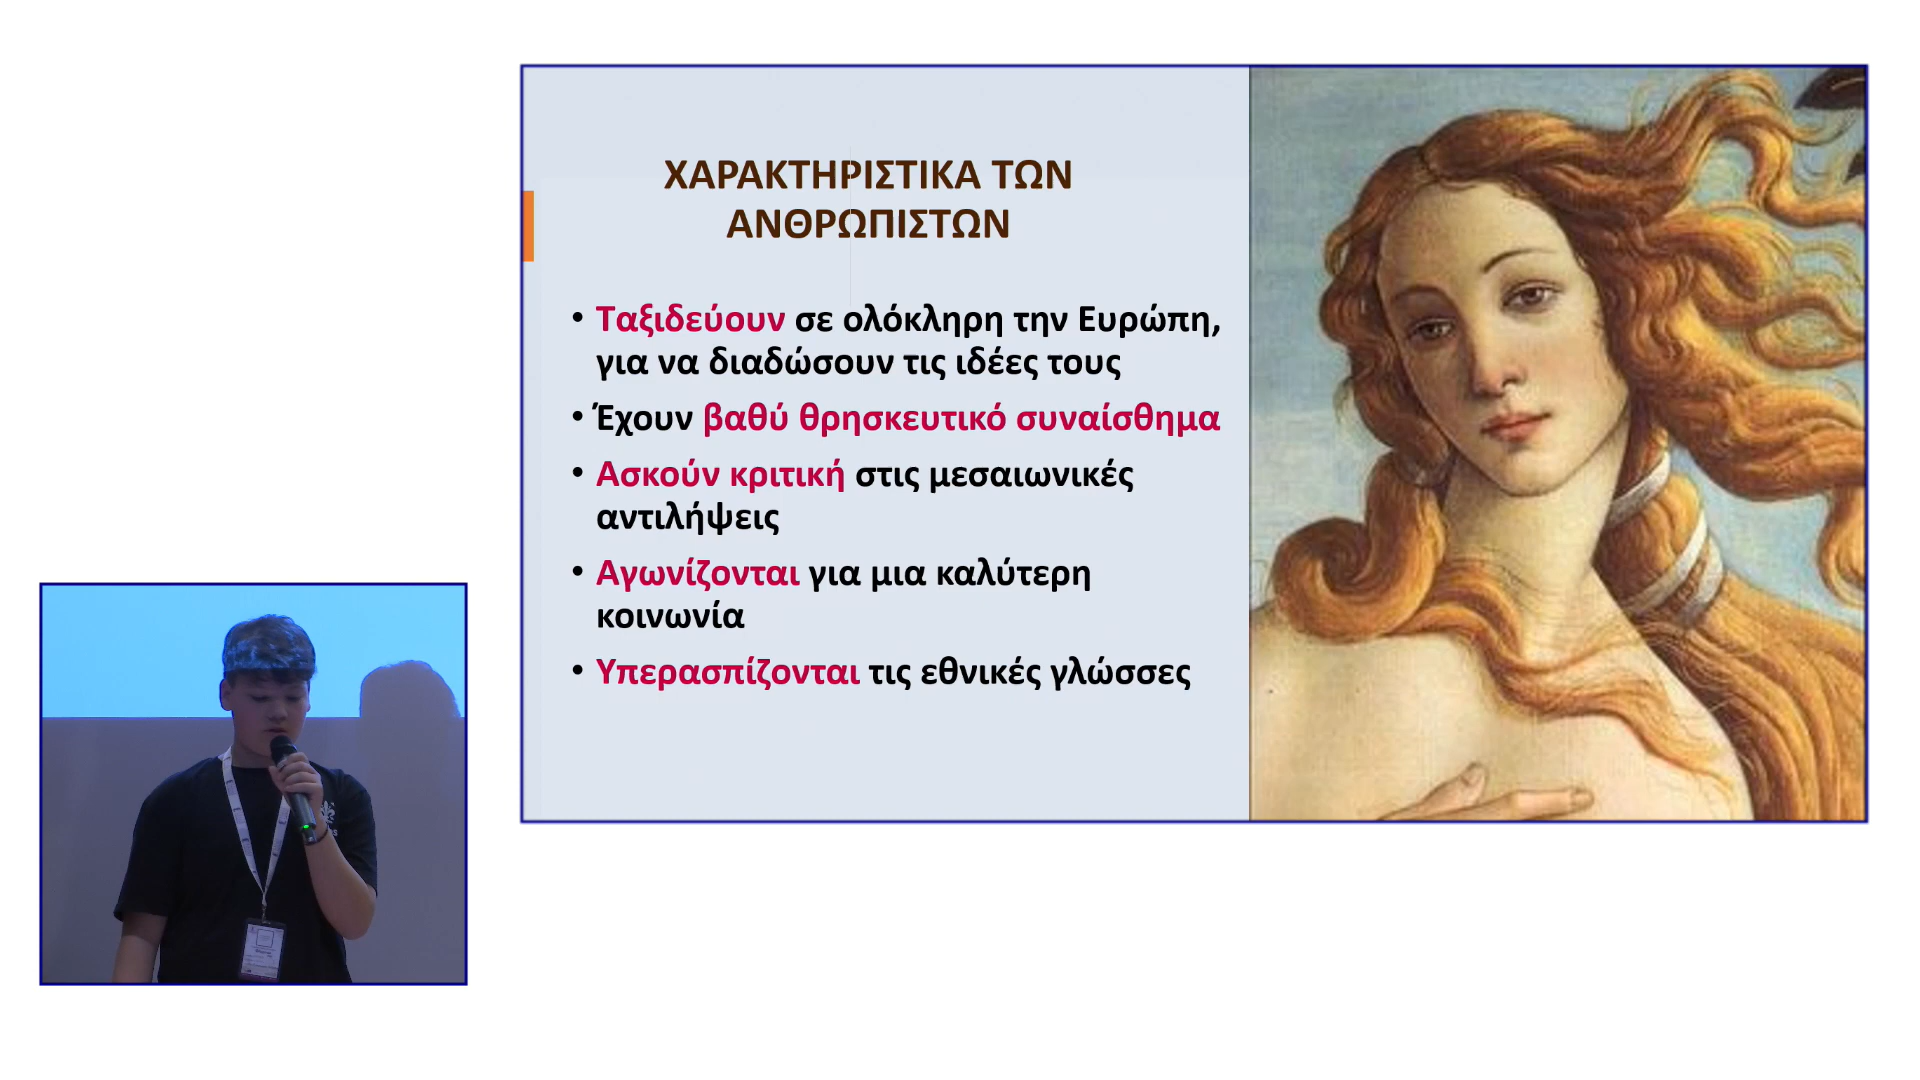 ΧΑΡΑΚΤΗΡΙΣΤΙΚΑ ΤΩΝ
ΑΝΘΡΩΠΙΣΤΩΝ
• Ταξιδεύουν σε ολόκληρη την Ευρώπη,
για να διαδώσουν τις ιδέες τους
• Έχουν βαθύ θρησκευτικό συναίσθημα
• Ασκούν κριτική στις μεσαιωνικές
αντιλήψεις
• Αγωνίζονται για μια καλύτερη
κοινωνία
• Υπερασπίζονται τις εθνικές γλώσσες